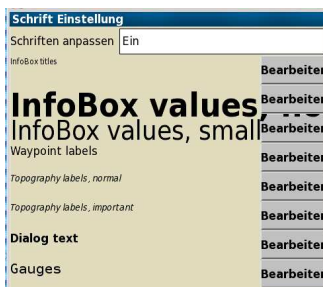 Schrift Einstellung
Schriften anpassen Ein
InfoBox titles
Bearbeiten
InfoBox values, no
Bearbeiten
InfoBox values, small
Bearbeiten
Waypoint labels
Bearbeiten
Topography labels, normal
Bearbeiten
Topography labels, important
Bearbeiten
Dialog text
Bearbeiten
Gauges
Bearbeiten